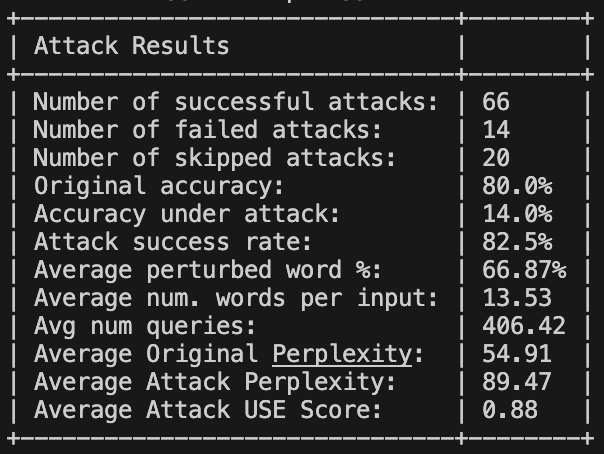 Attack Results
Number of successful attacks: 66
Number of failed attacks: 14
Number of skipped attacks: 20
Original accuracy: 80.0%
Accuracy under attack: 14.0%
Attack success rate: 82.5%
Average perturbed word %: 66.87%
Average num. words per input: 13.53
Avg num queries: 406.42
Average Original Perplexity: 54.91
Average Attack Perplexity: 89.47
Average Attack USE Score: 0.88